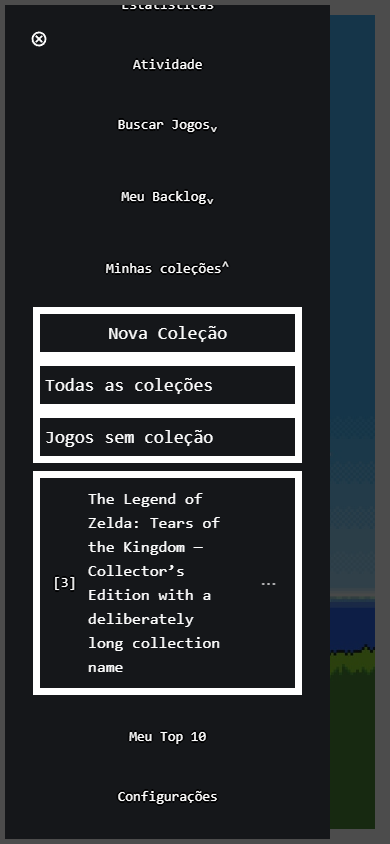 Estatísticas
Atividade
Buscar Jogos⌄
Meu Backlog⌄
Minhas coleções^
Nova Coleção
Todas as coleções
Jogos sem coleção
The Legend of
Zelda: Tears of
the Kingdom —
Collector’s
[3] Edition with a ...
deliberately
long collection
name
Meu Top 10
Configurações